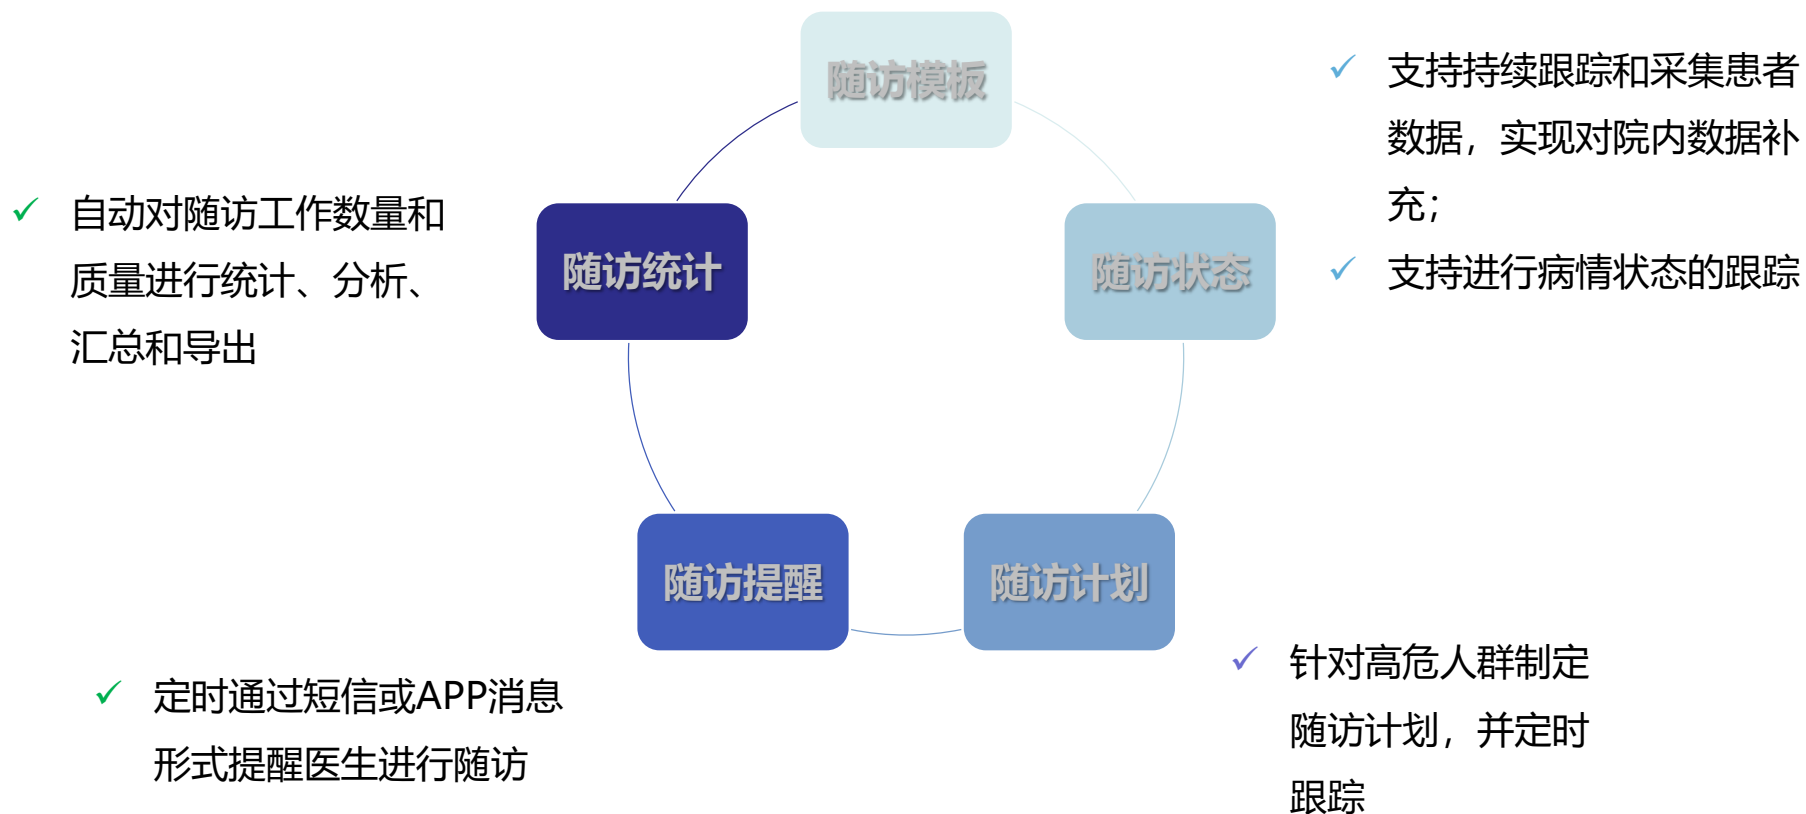 随访模板
支持持续跟踪和采集患者
数据，实现对院内数据补
充；
支持进行病情状态的跟踪
自动对随访工作数量和
质量进行统计、分析、
汇总和导出
随访统计
随访状态
随访提醒
随访计划
定时通过短信或APP消息
形式提醒医生进行随访
针对高危人群制定
随访计划，并定时
跟踪